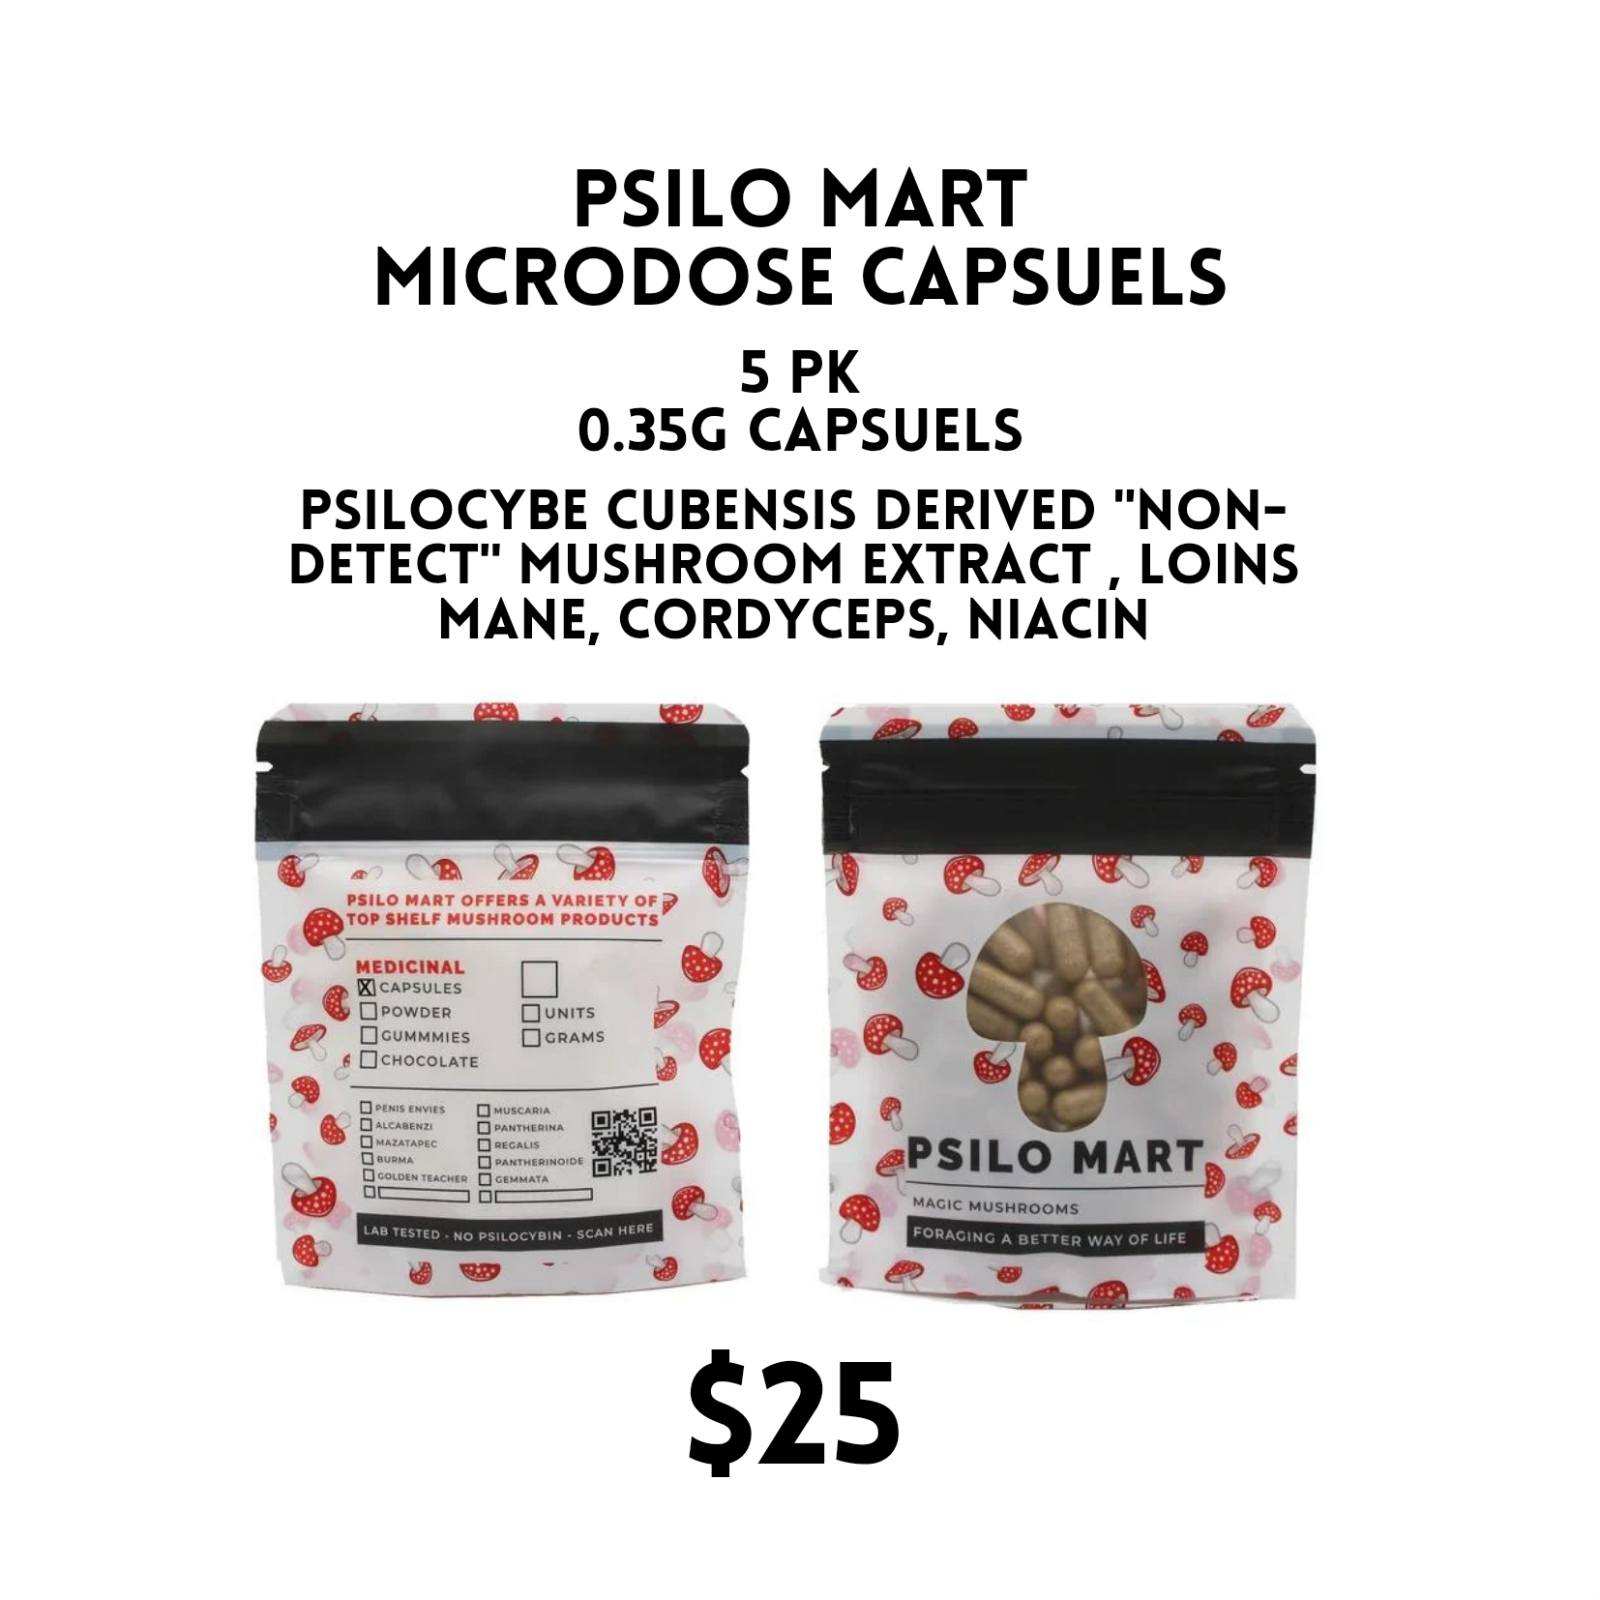 PSILO MART
MICRODOSE CAPSUELS
5 PK
0.35G CAPSUELS
PSILOCYBE CUBENSIS DERIVED "NON-
DETECT" MUSHROOM EXTRACT , LOINS
MANE, CORDYCEPS, NIACIN
PSILO MART OFFERS A VARIETY OF
TOP SHELF MUSHROOM PRODUCTS
MEDICINAL
X CAPSULES
POWDER
GUMMMIES
CHOCOLATE
UNITS
GRAMS
PENIS ENVIES
ALCABENZI
MAZATAPEC
BURMA
GOLDEN TEACHER
MUSCARIA
PANTHERINA
REGALIS
PANTHERINOIDE
GEMMATA
LAB TESTED - NO PSILOCYBIN - SCAN HERE
PSILO MART
MAGIC MUSHROOMS
FORAGING A BETTER WAY OF LIFE
$25